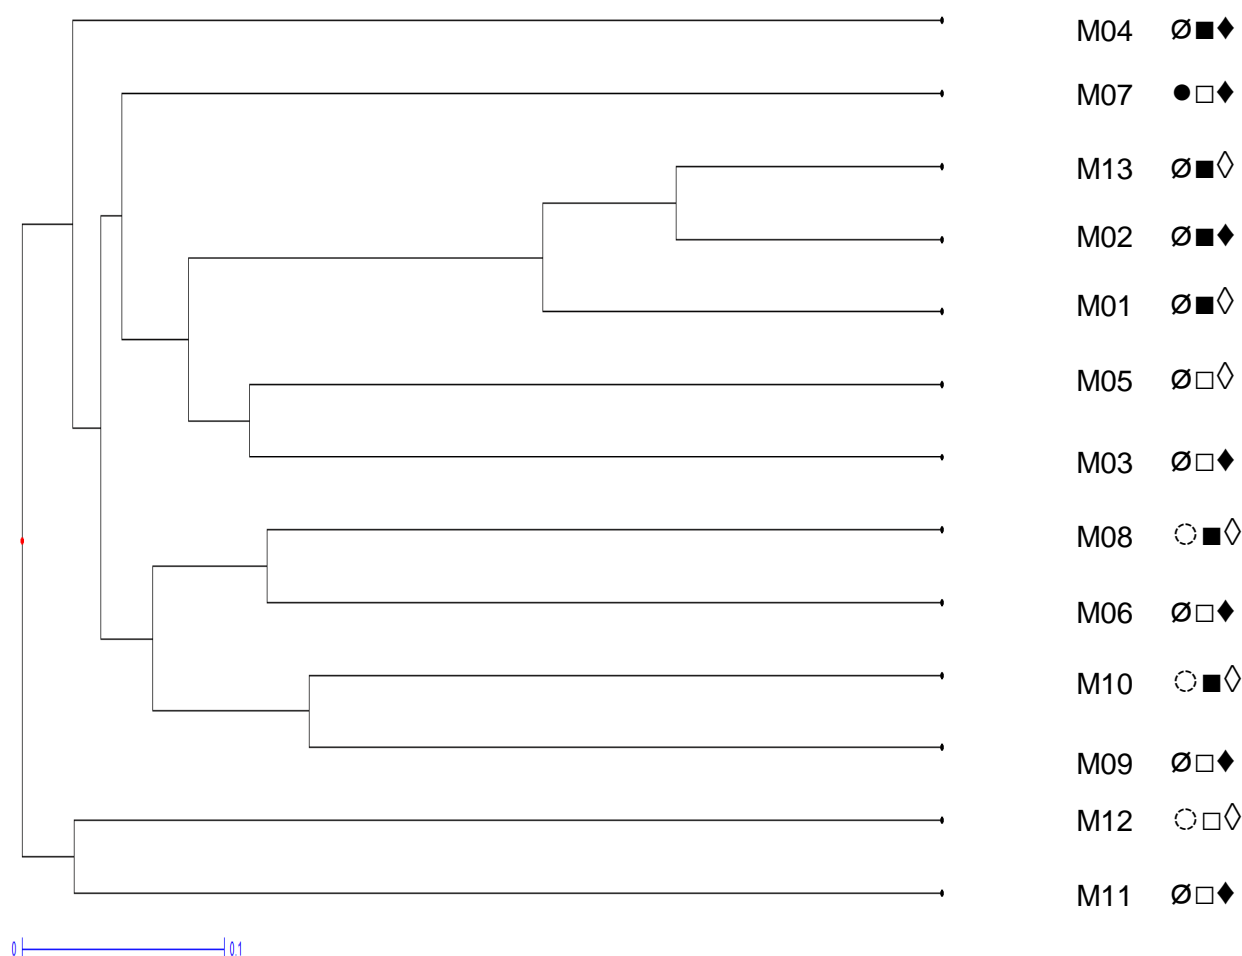 M04 Ø■♦
M07 ●□♦
M13 Ø■◊
M02 Ø■♦
M01 Ø■◊
M05 Ø□◊
M03 Ø□♦
M08 ◌■◊
M06 Ø□♦
M10 ◌■◊
M09 Ø□♦
M12 ◌□◊
M11 Ø□♦
0 0.1